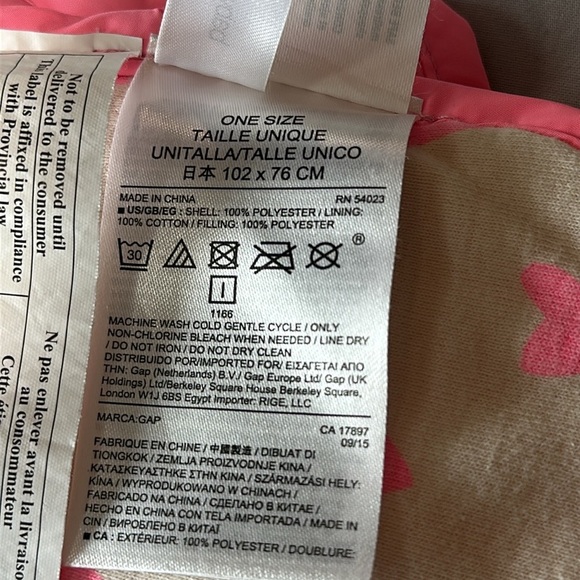 ONE SIZE
TAILLE UNIQUE
UNITALLA/TALLE UNICO
日本 102 x 76 CM
MADE IN CHINA RN 54023
■ US/GB/EG : SHELL: 100% POLYESTER / LINING:
100% COTTON / FILLING: 100% POLYESTER
30
®
I
1166
MACHINE WASH COLD GENTLE CYCLE / ONLY
NON-CHLORINE BLEACH WHEN NEEDED / LINE DRY
/ DO NOT IRON / DO NOT DRY CLEAN
DISTRIBUIDO POR/IMPORTED FOR/ ΕΙΣΑΓΕΤΑΙ ΑΠΟ
ΤΗΝ: Gap (Netherlands) B.V./ Gap Europe Ltd/ Gap (UK
Holdings) Ltd/Berkeley Square House Berkeley Square,
London W1J 6BS Egypt Importer: RIGE, LLC
MARCA:GAP CA 17897
09/15
FABRIQUÉ EN CHINE / 中國製造 / DIBUAT DI
TIONGKOK / ZEMLJA PROIZVODNJE KINA /
ΚΑΤΑΣΚΕΥΑΣΤΗΚΕ ΣΤΗΝ ΚΙΝΑ / SZÁRMAZÁSI HELY:
KÍNA / WYPRODUKOWANO W CHINACH /
FABRICADO NA CHINA / СДЕЛАНО В КИТАЕ /
HECHO EN CHINA CON TELA IMPORTADA / MADE IN
CIN / ВИРОБЛЕНО В КИТАЇ
■ CA : EXTÉRIEUR: 100% POLYESTER / DOUBLURE:
Not to be removed until
delivered to the consumer
This label is affixed in compliance
with Provincial law
Ne pas enlever avant la livraison
au consommateur
Cette